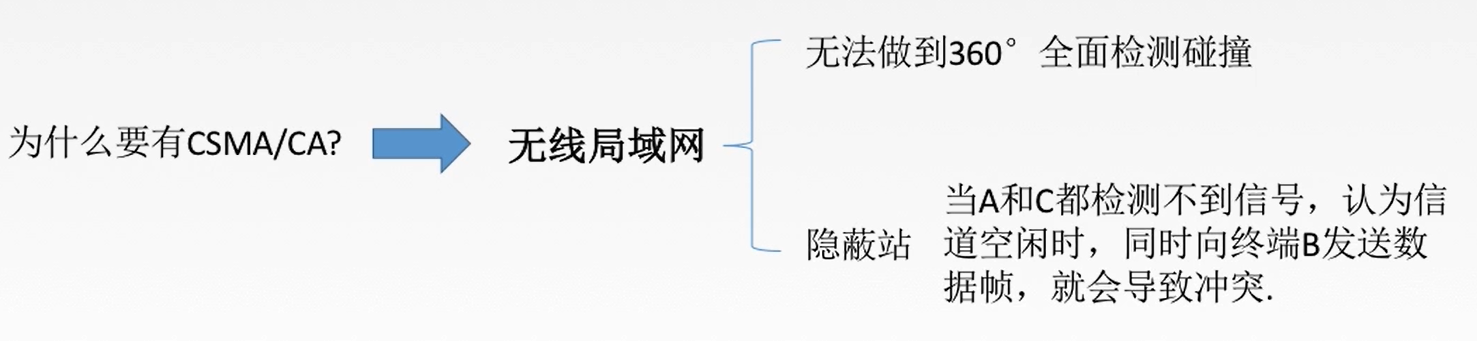 为什么要有CSMA/CA?
无线局域网
无法做到360°全面检测碰撞
隐蔽站
当A和C都检测不到信号，认为信
道空闲时，同时向终端B发送数
据帧，就会导致冲突.